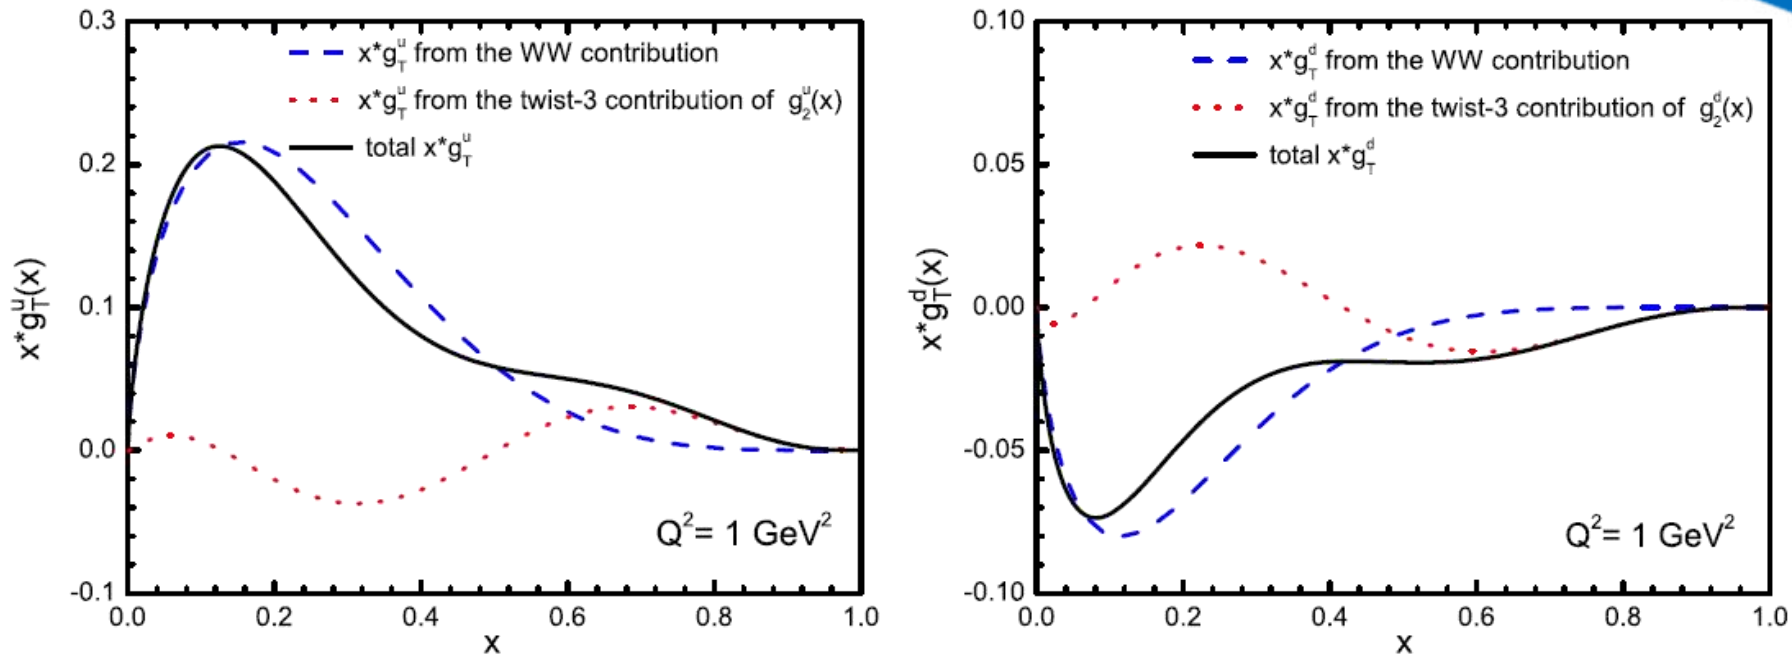 0.3
0.2
0.1
0.0
-0.1
x*g_T^u(x)
x*g_T^u from the WW contribution
x*g_T^u from the twist-3 contribution of g_2^u(x)
total x*g_T^u
Q^2= 1 GeV^2
0.0 0.2 0.4 0.6 0.8 1.0
x
0.10
0.05
0.00
-0.05
-0.10
x*g_T^d(x)
x*g_T^d from the WW contribution
x*g_T^d from the twist-3 contribution of g_2^d(x)
total x*g_T^d
Q^2= 1 GeV^2
0.0 0.2 0.4 0.6 0.8 1.0
x